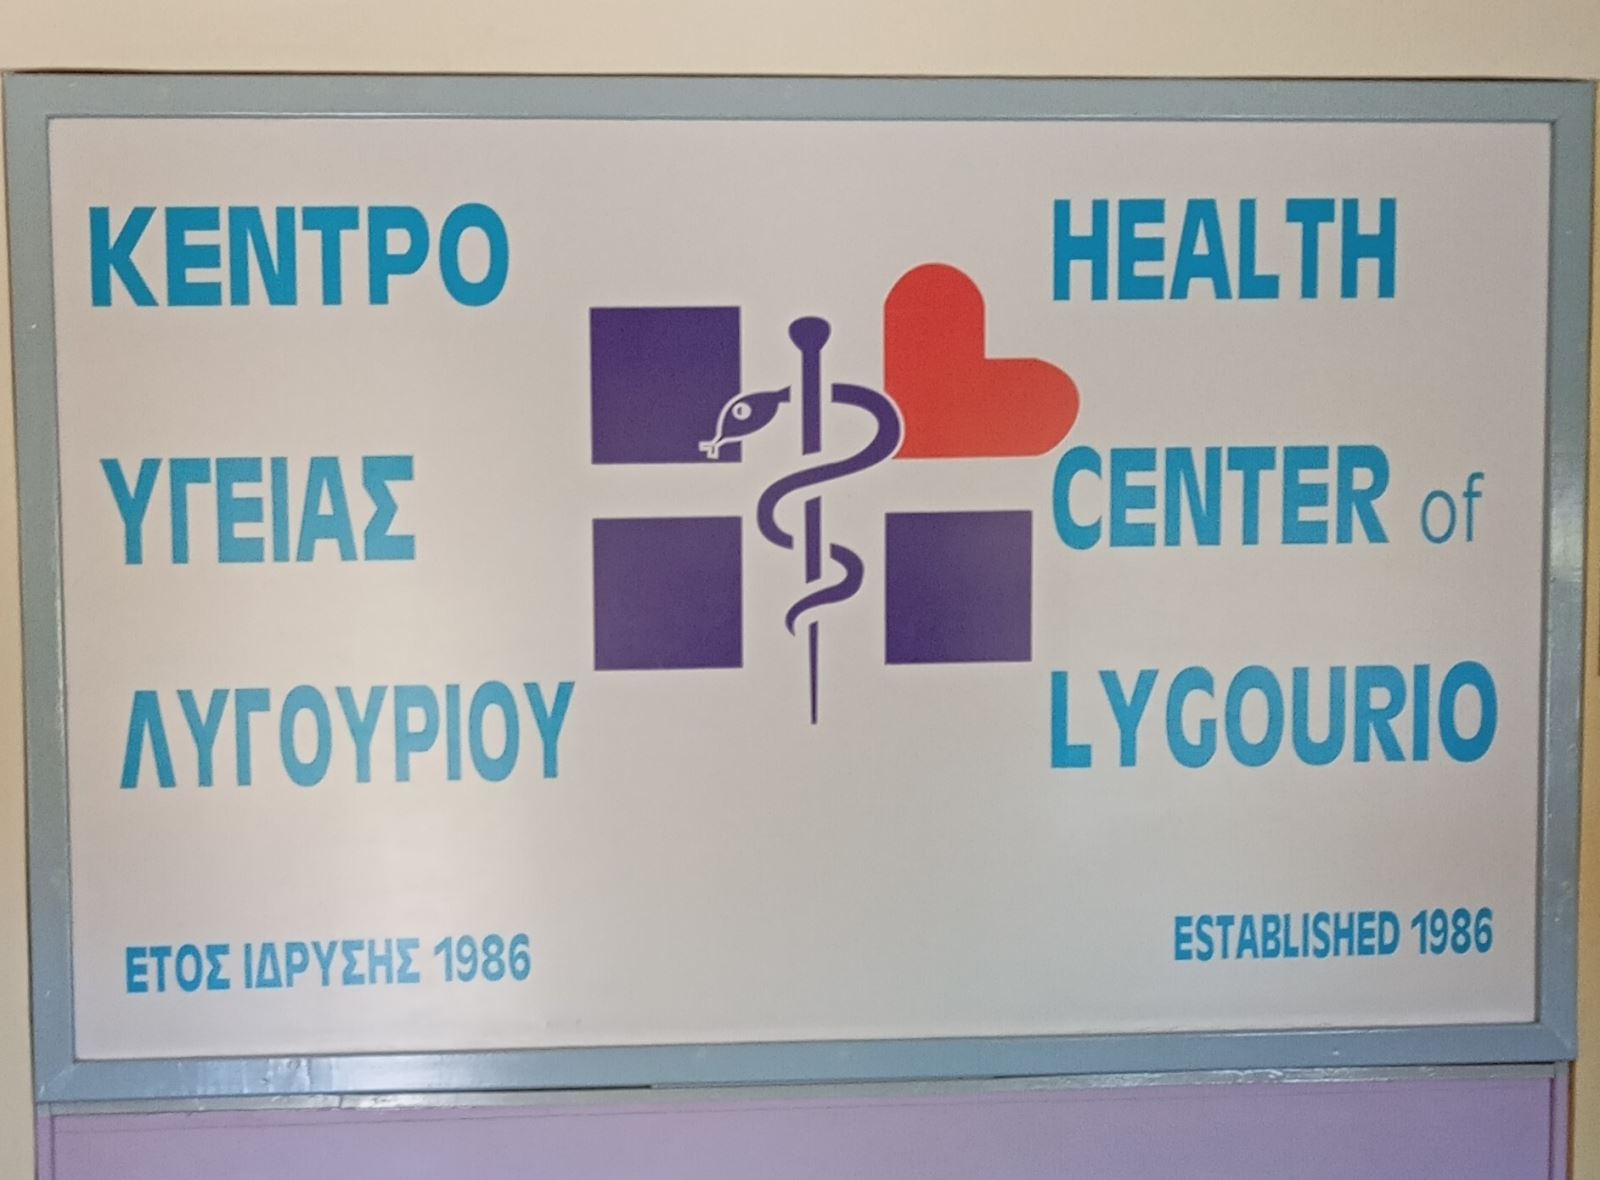 ΚΕΝΤΡΟ
ΥΓΕΙΑΣ
ΛΥΓΟΥΡΙΟΥ
ΕΤΟΣ ΙΔΡΥΣΗΣ 1986
HEALTH
CENTER of
LYGOURIO
ESTABLISHED 1986